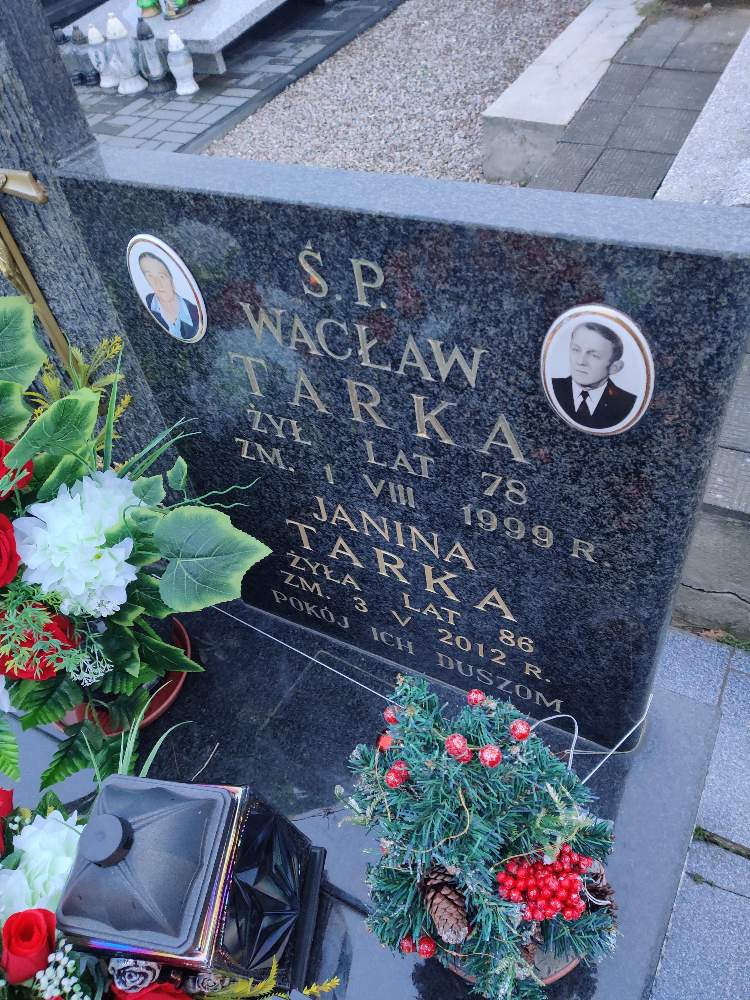 Ś.P.
WACŁAW
TARKA
ŻYŁ LAT 78
ZM. 1 VIII 1999 R.
JANINA
TARKA
ŻYŁA LAT 86
ZM. 3 V 2012 R.
POKÓJ ICH DUSZOM